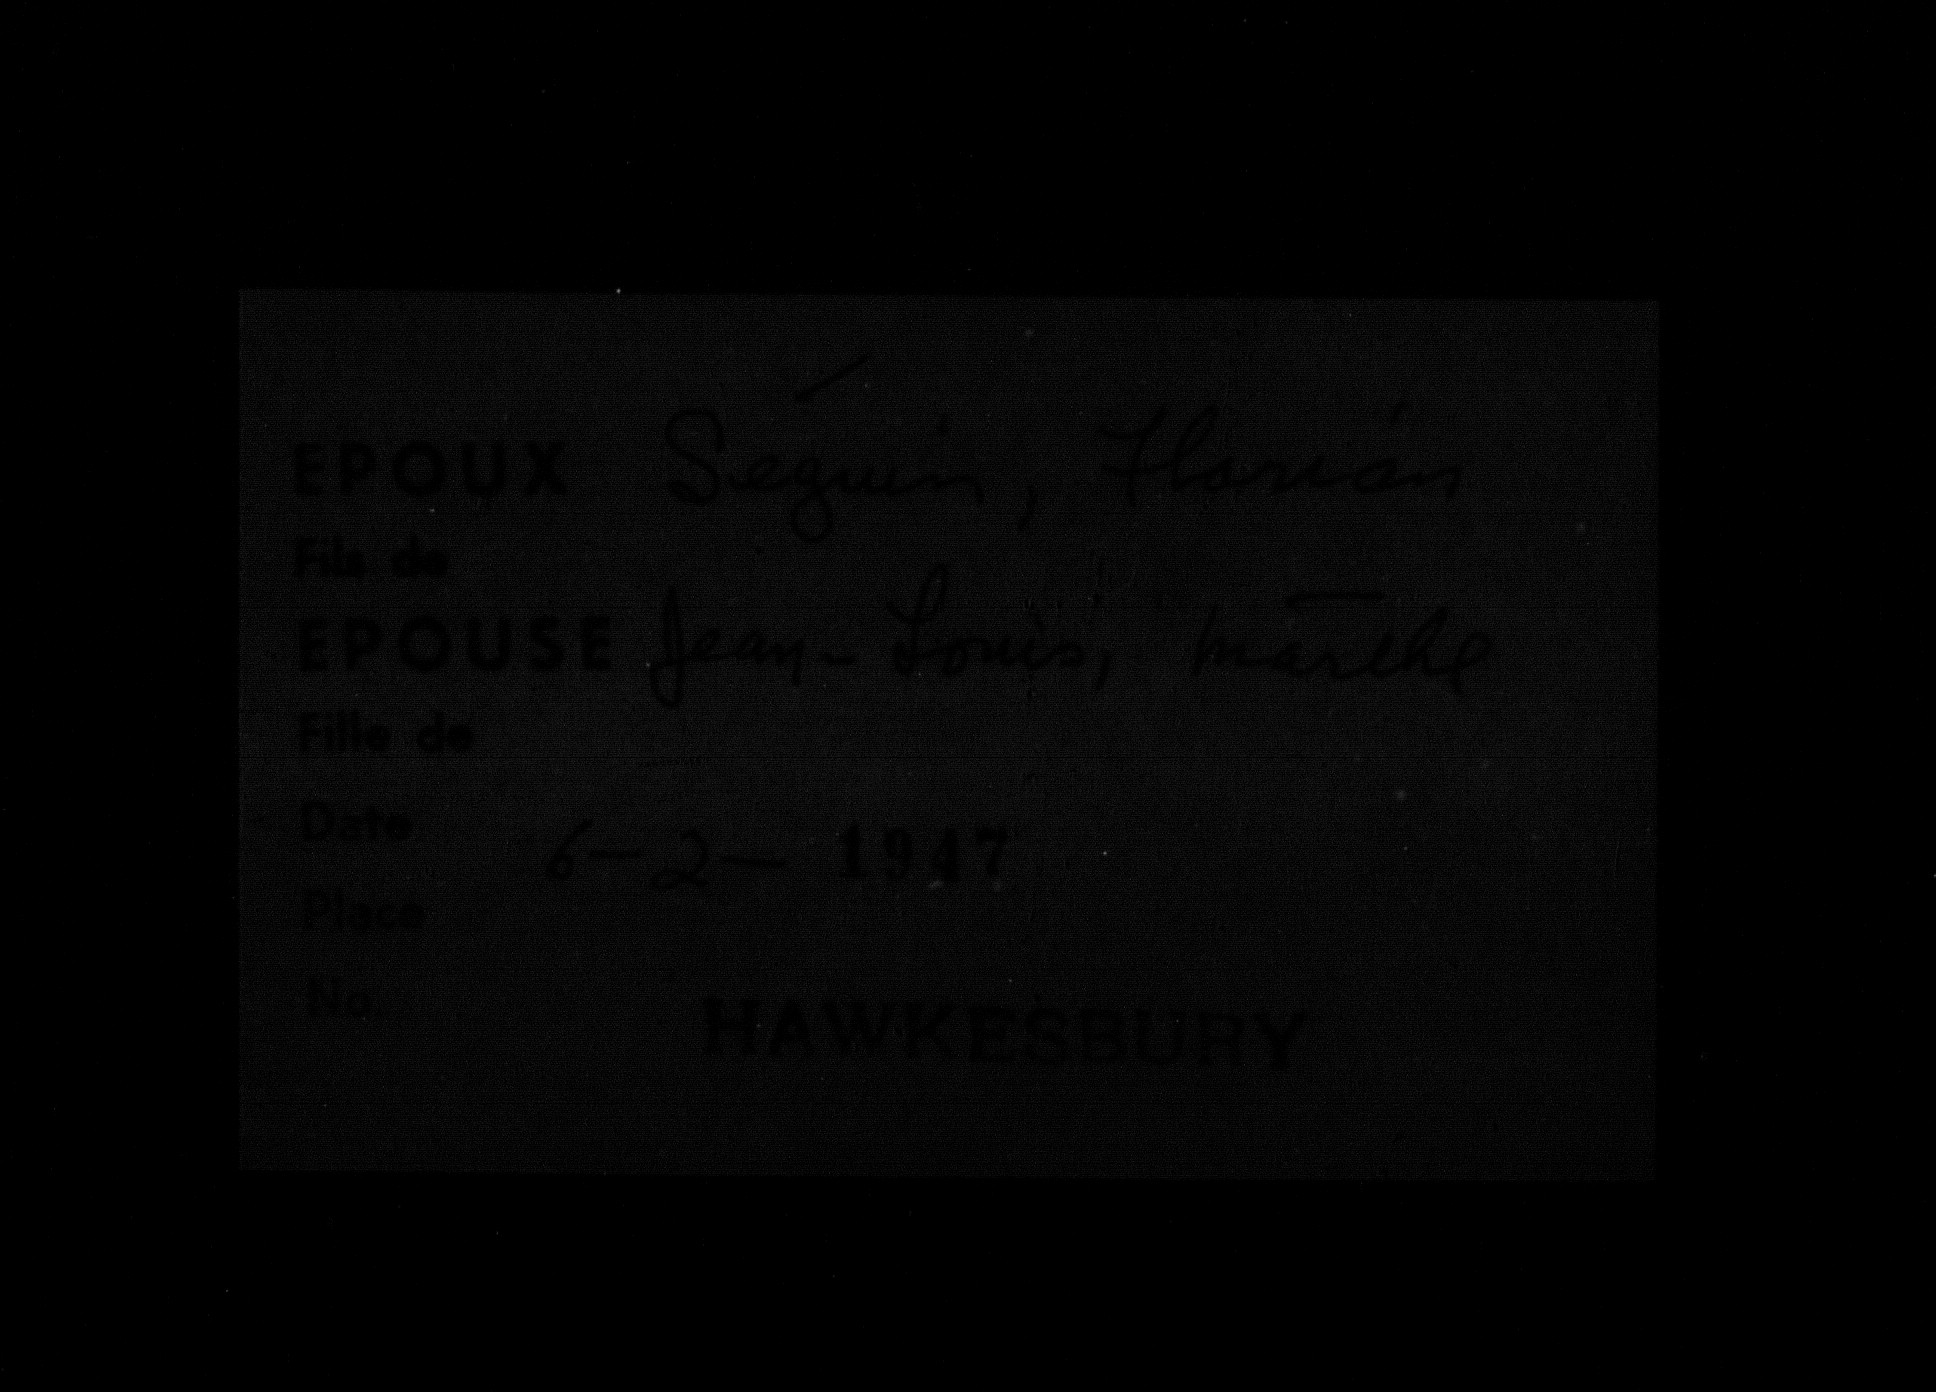 EPOUX Séguin, Florian
Fils de
EPOUSE Jean-Louis, Marthe
Fille de
Date 6-2-1947
Place
No.
HAWKESBURY